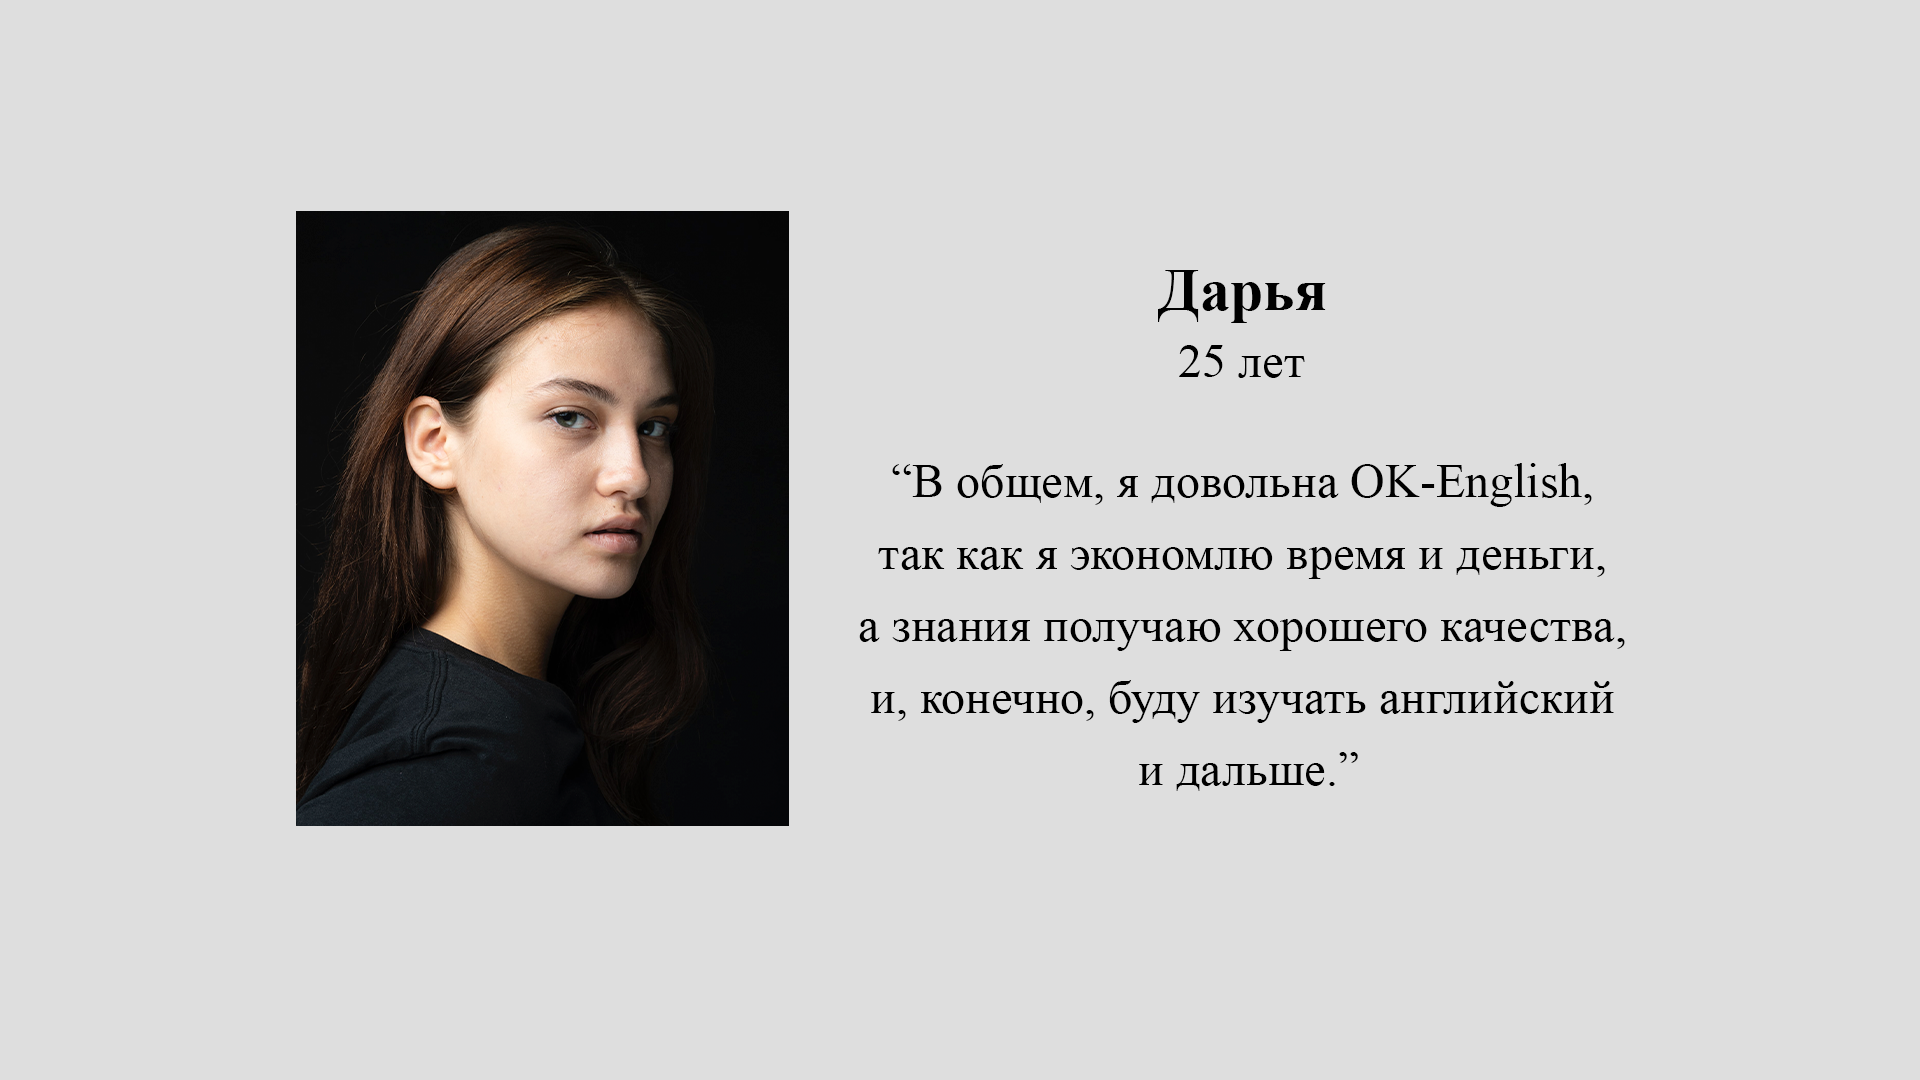 Дарья
25 лет
“В общем, я довольна OK-English,
так как я экономлю время и деньги,
а знания получаю хорошего качества,
и, конечно, буду изучать английский
и дальше.”